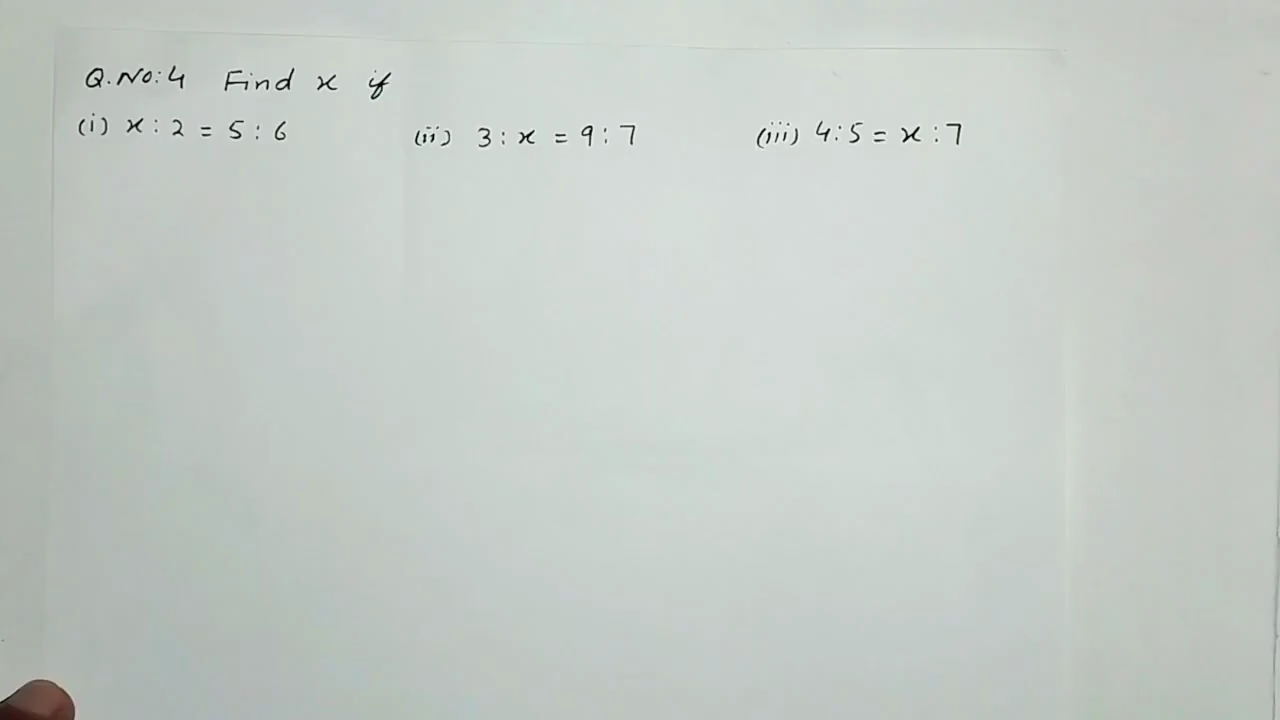 Q.No:4 Find x if
(i) x : 2 = 5 : 6 (ii) 3 : x = 9 : 7 (iii) 4 : 5 = x : 7